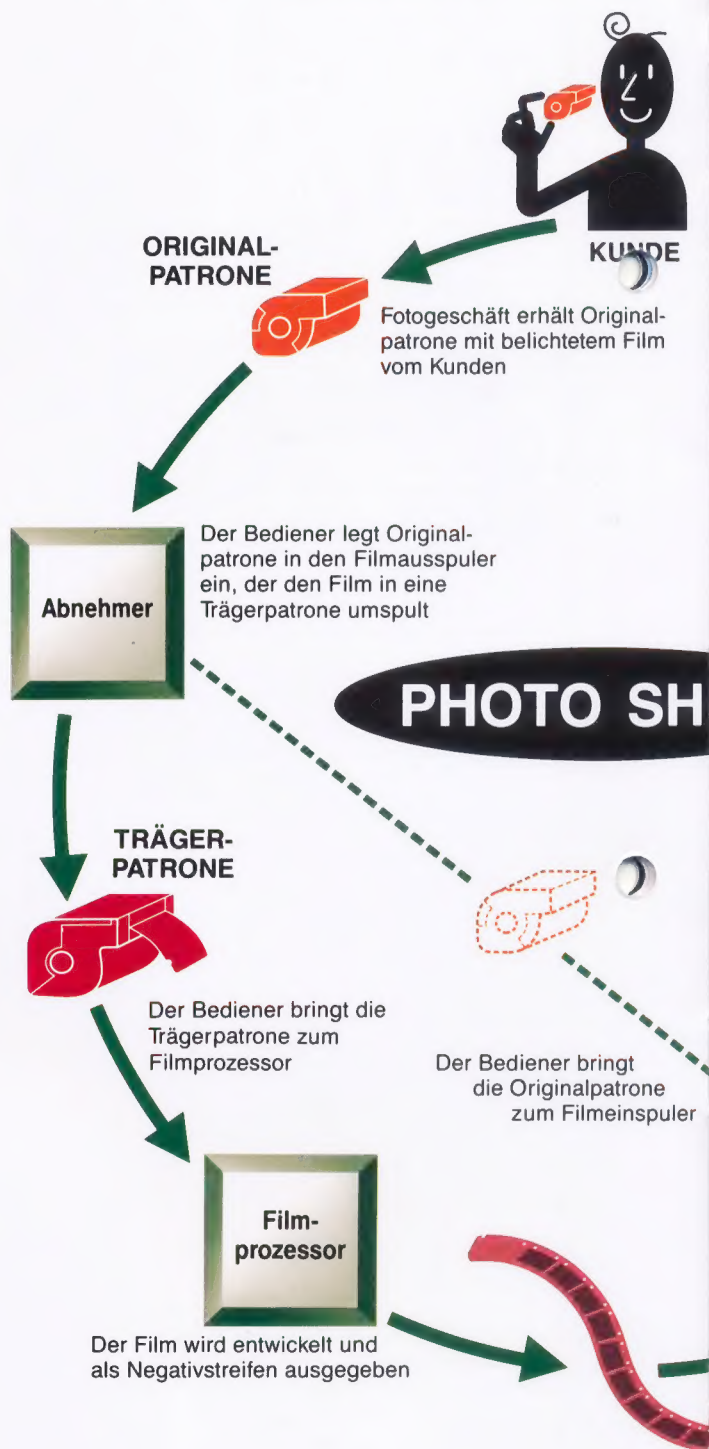 KUNDE
ORIGINAL-
PATRONE
Fotogeschäft erhält Original-
patrone mit belichtetem Film
vom Kunden
Der Bediener legt Original-
patrone in den Filmausspuler
ein, der den Film in eine
Trägerpatrone umspult
Abnehmer
PHOTO SH
TRÄGER-
PATRONE
Der Bediener bringt die
Trägerpatrone zum
Filmprozessor
Der Bediener bringt
die Originalpatrone
zum Filmeinspuler
Film-
prozessor
Der Film wird entwickelt und
als Negativstreifen ausgegeben